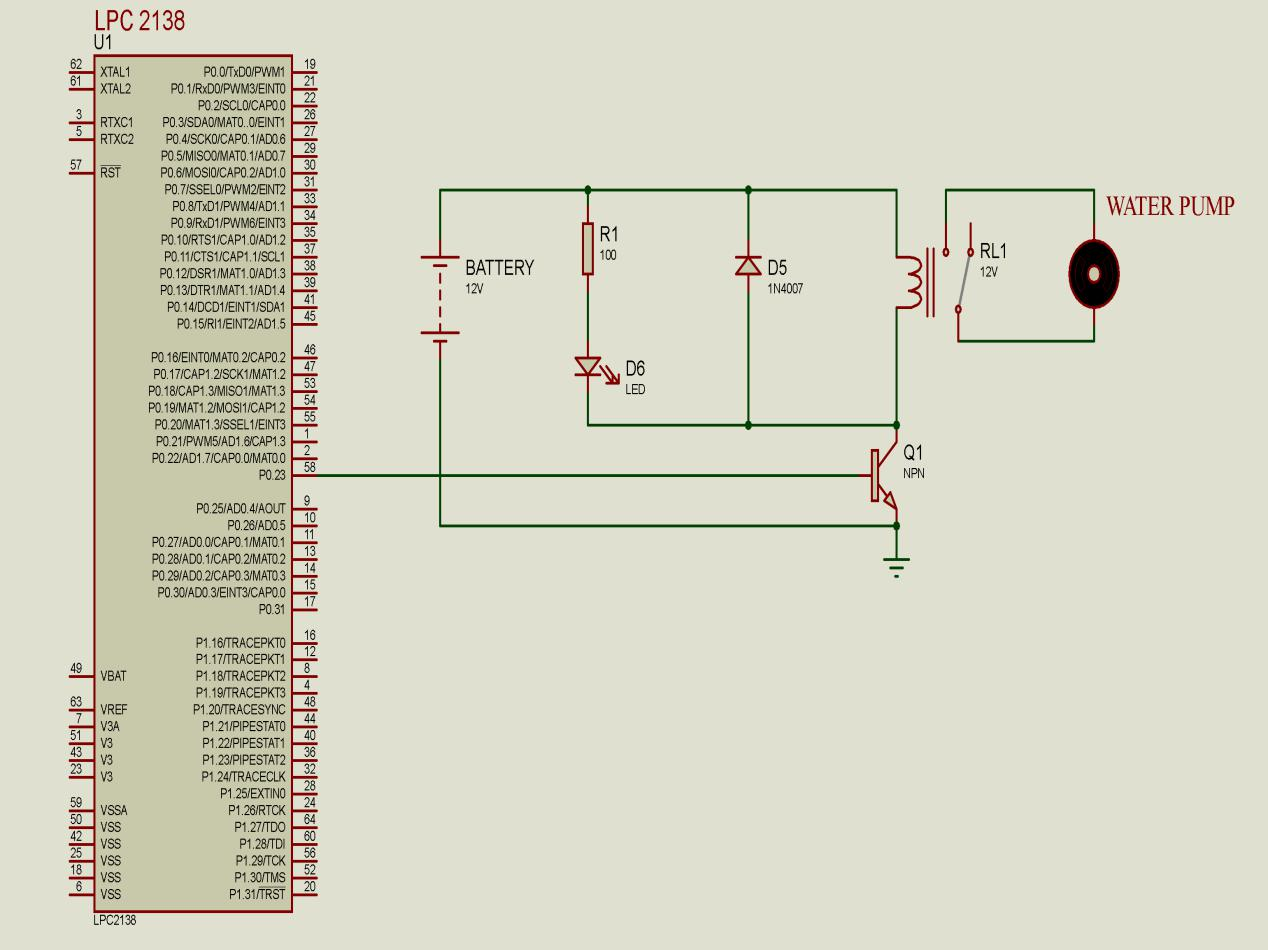 LPC 2138
U1
62 XTAL1 P0.0/TxD0/PWM1 19
61 XTAL2 P0.1/RxD0/PWM3/EINT0 21
P0.2/SCL0/CAP0.0 22
3 RTXC1 P0.3/SDA0/MAT0..0/EINT1 26
5 RTXC2 P0.4/SCK0/CAP0.1/AD0.6 27
P0.5/MISO0/MAT0.1/AD0.7 29
57 RST P0.6/MOSI0/CAP0.2/AD1.0 30
P0.7/SSEL0/PWM2/EINT2 31
P0.8/TxD1/PWM4/AD1.1 33
P0.9/RxD1/PWM6/EINT3 34
P0.10/RTS1/CAP1.0/AD1.2 35
P0.11/CTS1/CAP1.1/SCL1 37
P0.12/DSR1/MAT1.0/AD1.3 38
P0.13/DTR1/MAT1.1/AD1.4 39
P0.14/DCD1/EINT1/SDA1 41
P0.15/RI1/EINT2/AD1.5 45
P0.16/EINT0/MAT0.2/CAP0.2 46
P0.17/CAP1.2/SCK1/MAT1.2 47
P0.18/CAP1.3/MISO1/MAT1.3 53
P0.19/MAT1.2/MOSI1/CAP1.2 54
P0.20/MAT1.3/SSEL1/EINT3 55
P0.21/PWM5/AD1.6/CAP1.3 1
P0.22/AD1.7/CAP0.0/MAT0.0 2
P0.23 58
P0.25/AD0.4/AOUT 9
P0.26/AD0.5 10
P0.27/AD0.0/CAP0.1/MAT0.1 11
P0.28/AD0.1/CAP0.2/MAT0.2 13
P0.29/AD0.2/CAP0.3/MAT0.3 14
P0.30/AD0.3/EINT3/CAP0.0 15
P0.31 17
P1.16/TRACEPKT0 16
P1.17/TRACEPKT1 12
49 VBAT P1.18/TRACEPKT2 8
P1.19/TRACEPKT3 4
63 VREF P1.20/TRACESYNC 48
7 V3A P1.21/PIPESTAT0 44
51 V3 P1.22/PIPESTAT1 40
43 V3 P1.23/PIPESTAT2 36
23 V3 P1.24/TRACECLK 32
P1.25/EXTIN0 28
59 VSSA P1.26/RTCK 24
50 VSS P1.27/TDO 64
42 VSS P1.28/TDI 60
25 VSS P1.29/TCK 56
18 VSS P1.30/TMS 52
6 VSS P1.31/TRST 20
LPC2138
BATTERY
12V
R1
100
D6
LED
D5
1N4007
Q1
NPN
RL1
12V
WATER PUMP